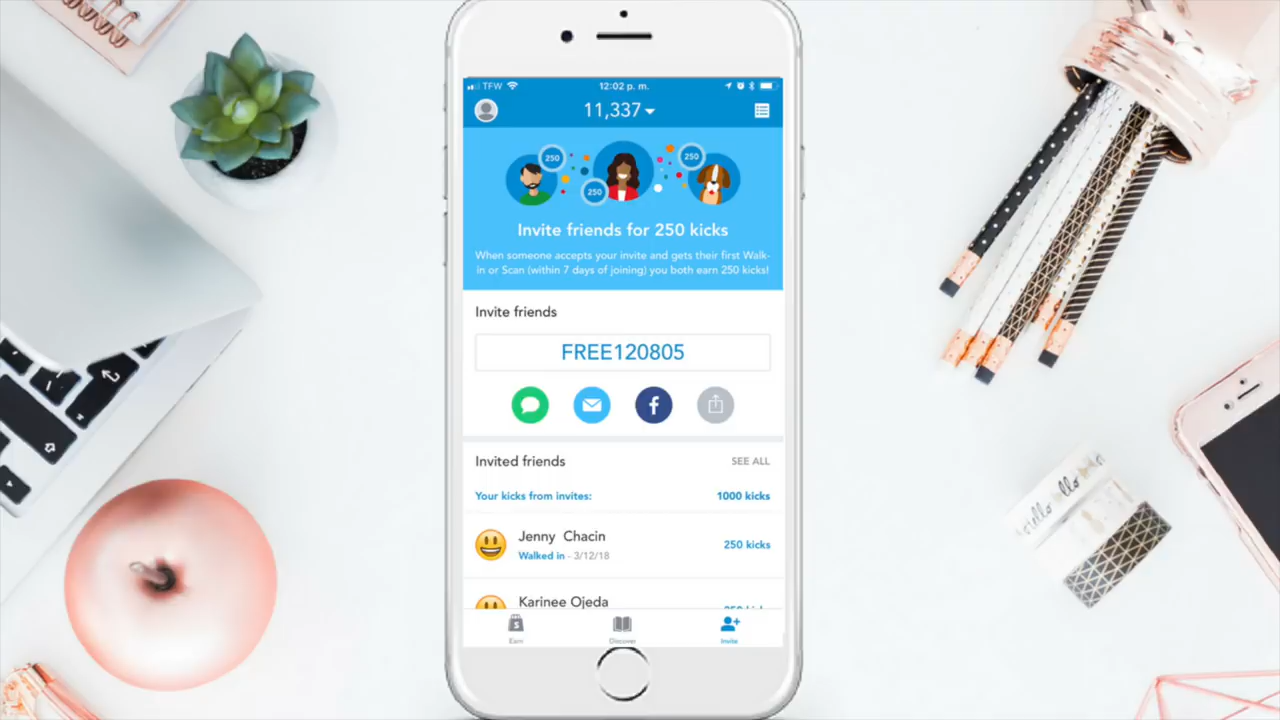 TFW 12:02 p. m.
11,337
250 250
250
Invite friends for 250 kicks
When someone accepts your invite and gets their first Walk-
in or Scan (within 7 days of joining) you both earn 250 kicks!
Invite friends
FREE120805
Invited friends SEE ALL
Your kicks from invites: 1000 kicks
Jenny Chacin
Walked in - 3/12/18 250 kicks
Karinee Ojeda
Earn Discover Invite
hello